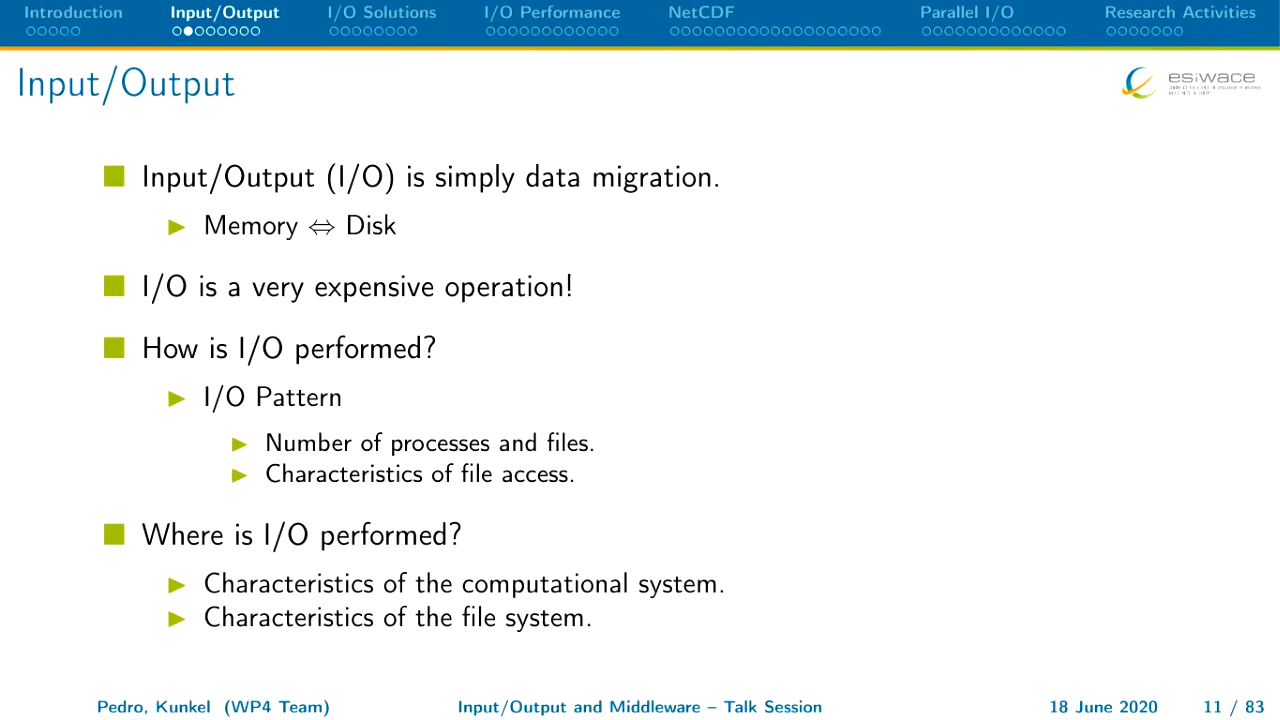 Introduction Input/Output I/O Solutions I/O Performance NetCDF Parallel I/O Research Activities
Input/Output
esiwace
Input/Output (I/O) is simply data migration.
Memory ⇔ Disk
I/O is a very expensive operation!
How is I/O performed?
I/O Pattern
Number of processes and files.
Characteristics of file access.
Where is I/O performed?
Characteristics of the computational system.
Characteristics of the file system.
Pedro, Kunkel (WP4 Team) Input/Output and Middleware – Talk Session 18 June 2020 11 / 83